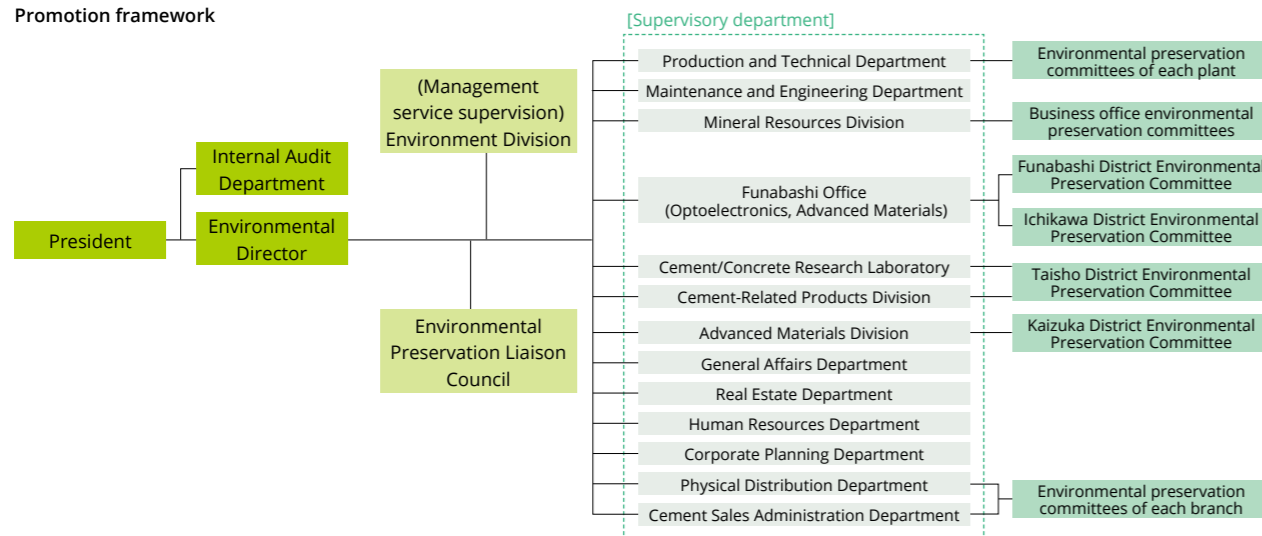 Promotion framework
[Supervisory department]
President
Internal Audit
Department
Environmental
Director
(Management
service supervision)
Environment Division
Environmental
Preservation Liaison
Council
Production and Technical Department
Maintenance and Engineering Department
Mineral Resources Division
Funabashi Office
(Optoelectronics, Advanced Materials)
Cement/Concrete Research Laboratory
Cement-Related Products Division
Advanced Materials Division
General Affairs Department
Real Estate Department
Human Resources Department
Corporate Planning Department
Physical Distribution Department
Cement Sales Administration Department
Environmental preservation
committees of each plant
Business office environmental
preservation committees
Funabashi District Environmental
Preservation Committee
Ichikawa District Environmental
Preservation Committee
Taisho District Environmental
Preservation Committee
Kaizuka District Environmental
Preservation Committee
Environmental preservation
committees of each branch